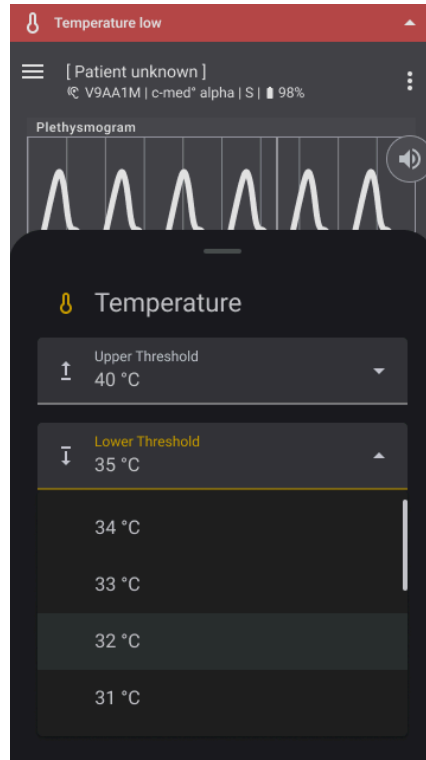 Temperature low
[ Patient unknown ]
V9AA1M | c-med° alpha | S | 98%
Plethysmogram
Temperature
Upper Threshold
40 °C
Lower Threshold
35 °C
34 °C
33 °C
32 °C
31 °C